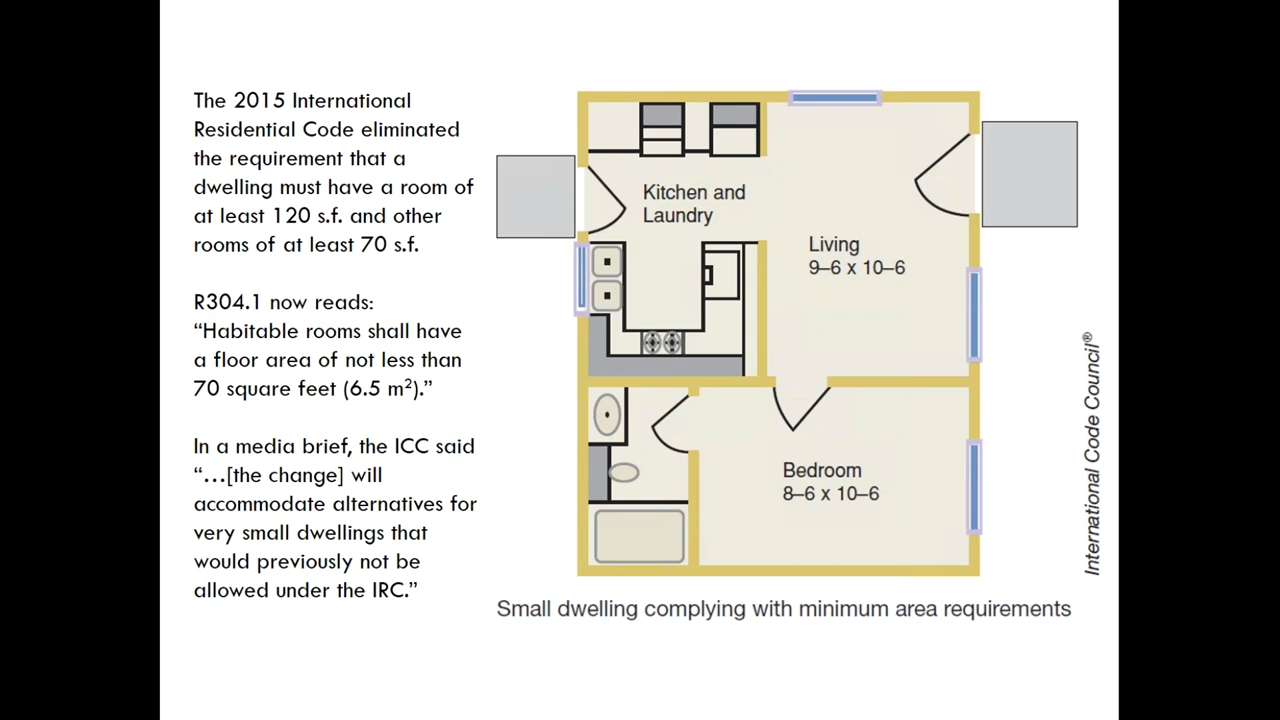 The 2015 International
Residential Code eliminated
the requirement that a
dwelling must have a room of
at least 120 s.f. and other
rooms of at least 70 s.f.
R304.1 now reads:
“Habitable rooms shall have
a floor area of not less than
70 square feet (6.5 m²).”
In a media brief, the ICC said
“…[the change] will
accommodate alternatives for
very small dwellings that
would previously not be
allowed under the IRC.”
Kitchen and
Laundry
Living
9–6 x 10–6
Bedroom
8–6 x 10–6
International Code Council®
Small dwelling complying with minimum area requirements